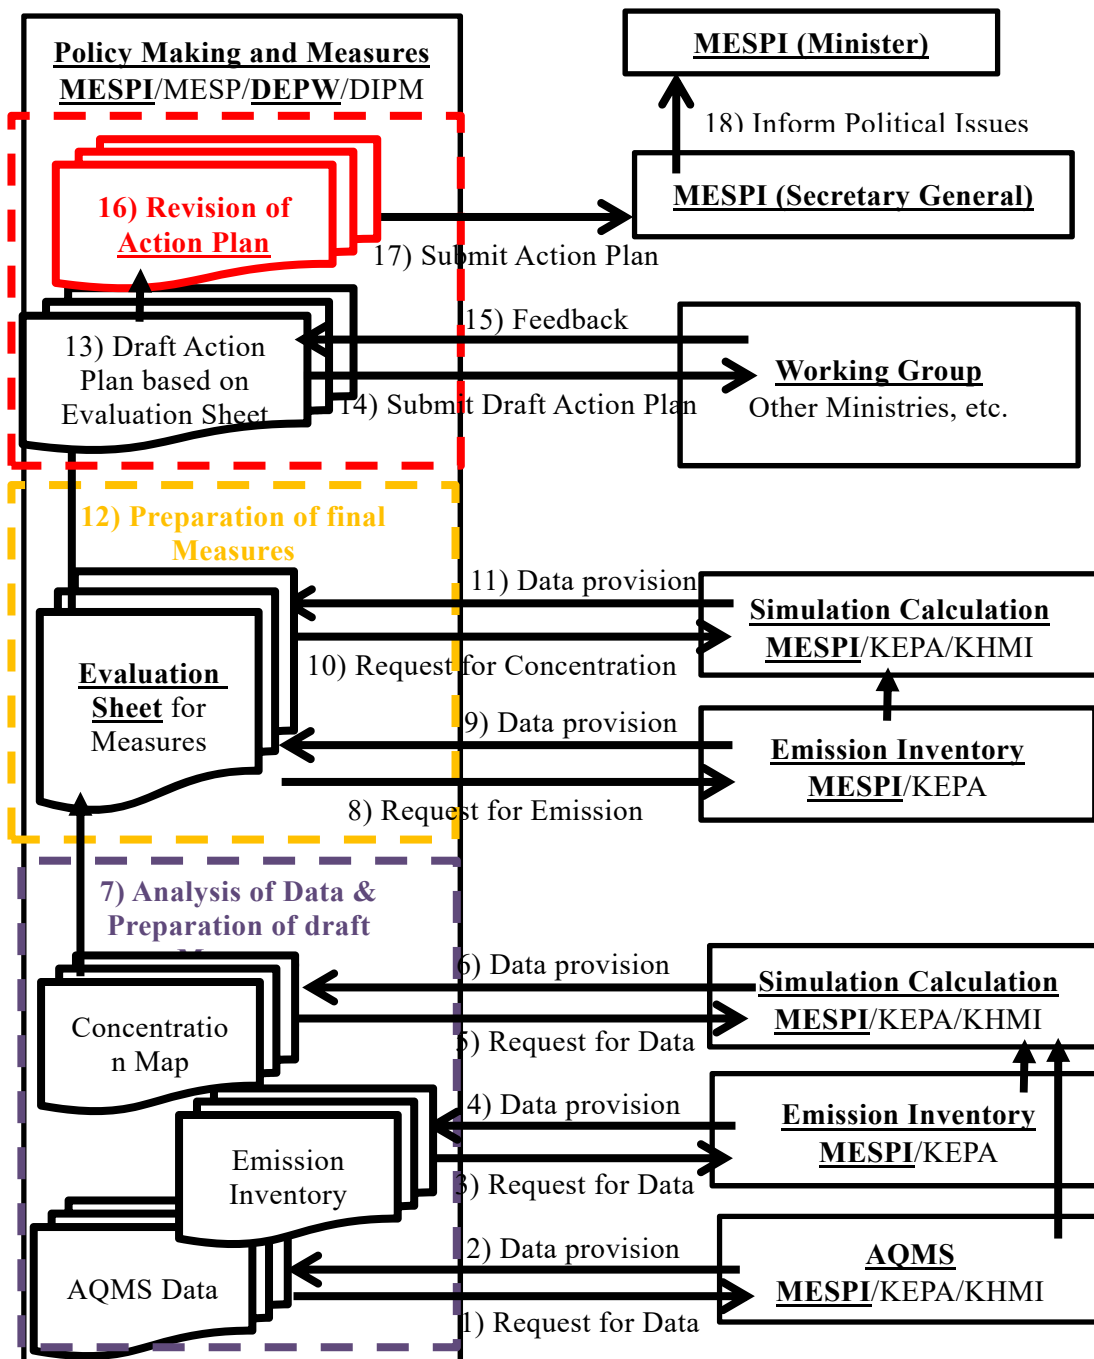 Policy Making and Measures
MESPI/MESP/DEPW/DIPM
MESPI (Minister)
18) Inform Political Issues
MESPI (Secretary General)
16) Revision of
Action Plan
17) Submit Action Plan
15) Feedback
13) Draft Action
Plan based on
Evaluation Sheet
14) Submit Draft Action Plan
Working Group
Other Ministries, etc.
12) Preparation of final
Measures
11) Data provision
Simulation Calculation
MESPI/KEPA/KHMI
10) Request for Concentration
Evaluation
Sheet for
Measures
9) Data provision
Emission Inventory
MESPI/KEPA
8) Request for Emission
7) Analysis of Data &
Preparation of draft
6) Data provision
Simulation Calculation
MESPI/KEPA/KHMI
5) Request for Data
Concentratio
n Map
4) Data provision
Emission Inventory
MESPI/KEPA
3) Request for Data
Emission
Inventory
2) Data provision
AQMS
MESPI/KEPA/KHMI
1) Request for Data
AQMS Data